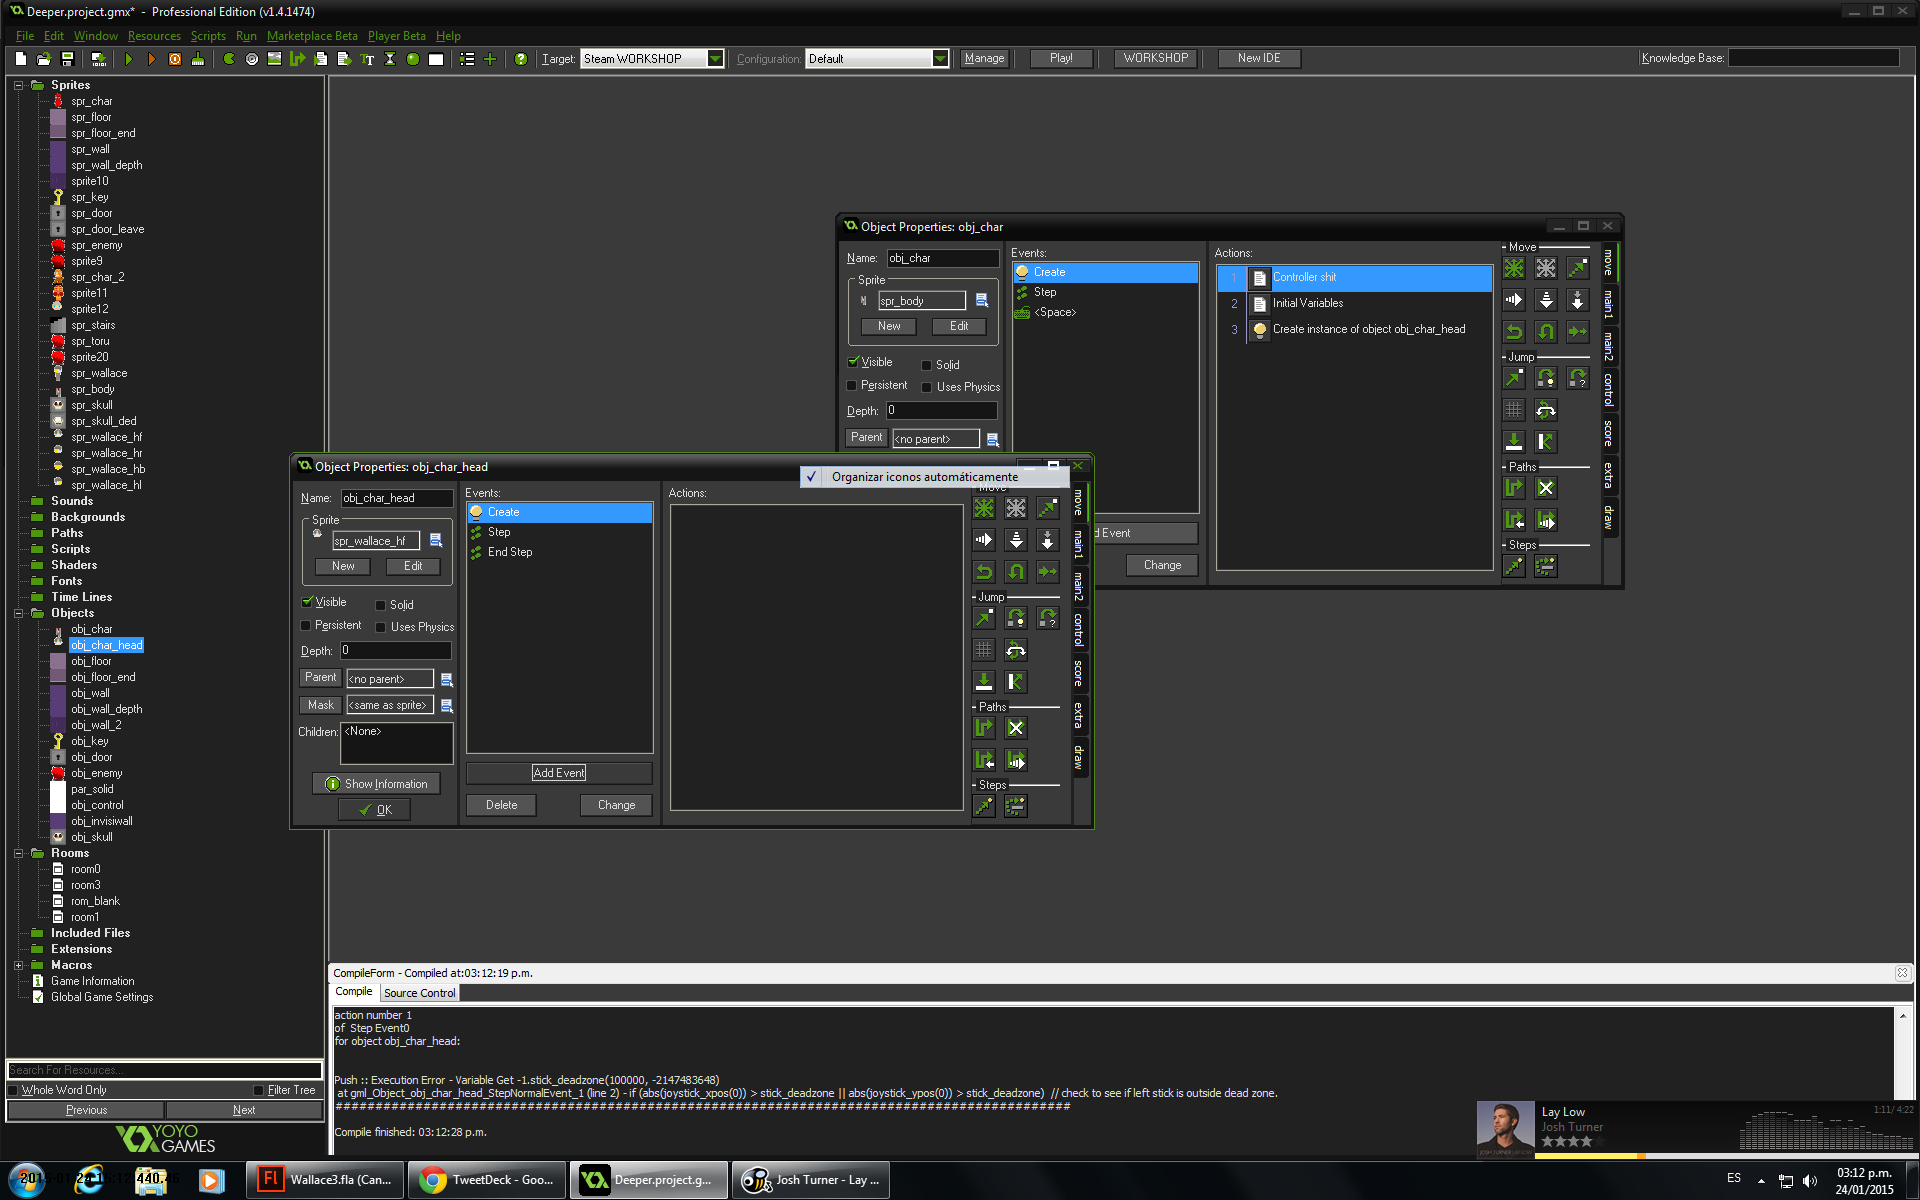 Deeper.project.gmx* - Professional Edition (v1.4.1474)
File Edit Window Resources Scripts Run Marketplace Beta Player Beta Help
Target: Steam WORKSHOP Configuration: Default Manage Play! WORKSHOP New IDE Knowledge Base:
Sprites
spr_char
spr_floor
spr_floor_end
spr_wall
spr_wall_depth
sprite10
spr_key
spr_door
spr_door_leave
spr_enemy
sprite9
spr_char_2
sprite11
sprite12
spr_stairs
spr_toru
sprite20
spr_wallace
spr_body
spr_skull
spr_skull_ded
spr_wallace_hf
spr_wallace_hr
spr_wallace_hb
spr_wallace_hl
Sounds
Backgrounds
Paths
Scripts
Shaders
Fonts
Time Lines
Objects
obj_char
obj_char_head
obj_floor
obj_floor_end
obj_wall
obj_wall_depth
obj_wall_2
obj_key
obj_door
obj_enemy
par_solid
obj_control
obj_invisiwall
obj_skull
Rooms
room0
room3
rom_blank
room1
Included Files
Extensions
Macros
Game Information
Global Game Settings
Search For Resources...
Whole Word Only Filter Tree
Previous Next
YOYO
GAMES
Object Properties: obj_char
Name: obj_char
Sprite
spr_body
New Edit
Visible Solid
Persistent Uses Physics
Depth: 0
Parent <no parent>
Events:
Create
Step
<Space>
d Event
Change
Actions:
1 Controller shit
2 Initial Variables
3 Create instance of object obj_char_head
Move
Jump
Paths
Steps
move
main1
main2
control
score
extra
draw
Object Properties: obj_char_head
Organizar iconos automáticamente
Name: obj_char_head
Sprite
spr_wallace_hf
New Edit
Visible Solid
Persistent Uses Physics
Depth: 0
Parent <no parent>
Mask <same as sprite>
Children: <None>
Show Information
OK
Events:
Create
Step
End Step
Add Event
Delete Change
Actions:
Move
Jump
Paths
Steps
move
main1
main2
control
score
extra
draw
CompileForm - Compiled at:03:12:19 p.m.
Compile Source Control
action number 1
of Step Event0
for object obj_char_head:
Push :: Execution Error - Variable Get -1.stick_deadzone(100000, -2147483648)
at gml_Object_obj_char_head_StepNormalEvent_1 (line 2) - if (abs(joystick_xpos(0)) > stick_deadzone || abs(joystick_ypos(0)) > stick_deadzone) // check to see if left stick is outside dead zone.
############################################################################################
Compile finished: 03:12:28 p.m.
Lay Low
Josh Turner
1:11/ 4:22
Wallace3.fla (Can...
TweetDeck - Goo...
Deeper.project.g...
Josh Turner - Lay ...
ES
03:12 p.m.
24/01/2015